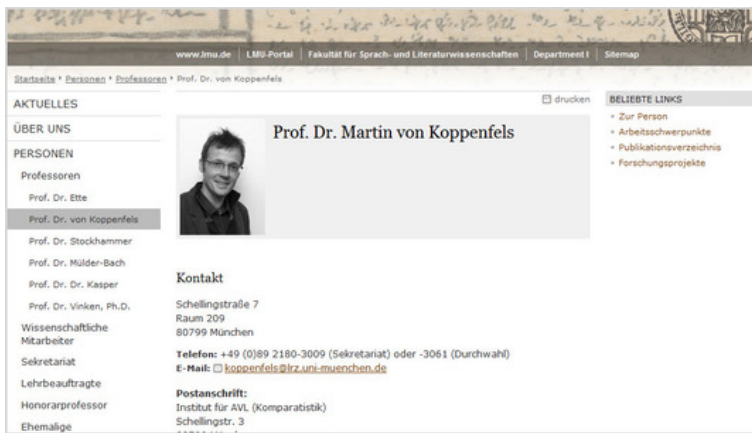 www.lmu.de | LMU-Portal | Fakultät für Sprach- und Literaturwissenschaften | Department I | Sitemap
Startseite Personen Professoren Prof. Dr. von Koppenfels
AKTUELLES
ÜBER UNS
PERSONEN
Professoren
Prof. Dr. Ette
Prof. Dr. von Koppenfels
Prof. Dr. Stockhammer
Prof. Dr. Mülder-Bach
Prof. Dr. Dr. Kasper
Prof. Dr. Vinken, Ph.D.
Wissenschaftliche
Mitarbeiter
Sekretariat
Lehrbeauftragte
Honorarprofessor
Ehemalige
drucken
Prof. Dr. Martin von Koppenfels
Kontakt
Schellingstraße 7
Raum 209
80799 München
Telefon: +49 (0)89 2180-3009 (Sekretariat) oder -3061 (Durchwahl)
E-Mail: koppenfels@lrz.uni-muenchen.de
Postanschrift:
Institut für AVL (Komparatistik)
Schellingstr. 3
BELIEBTE LINKS
Zur Person
Arbeitsschwerpunkte
Publikationsverzeichnis
Forschungsprojekte